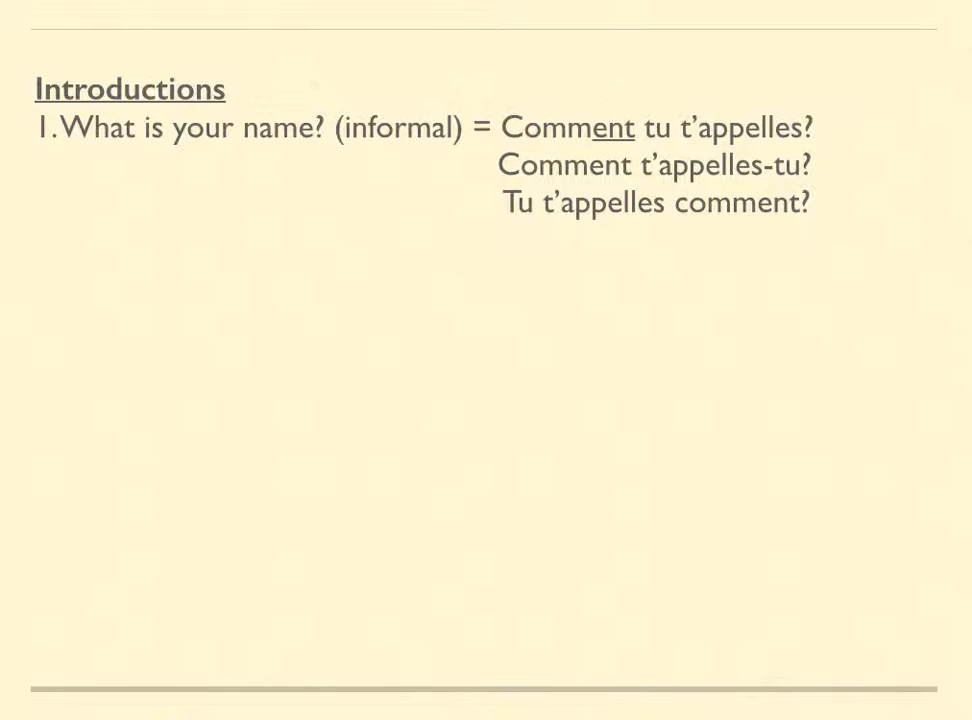 Introductions
1. What is your name? (informal) = Comment tu t'appelles?
Comment t'appelles-tu?
Tu t'appelles comment?